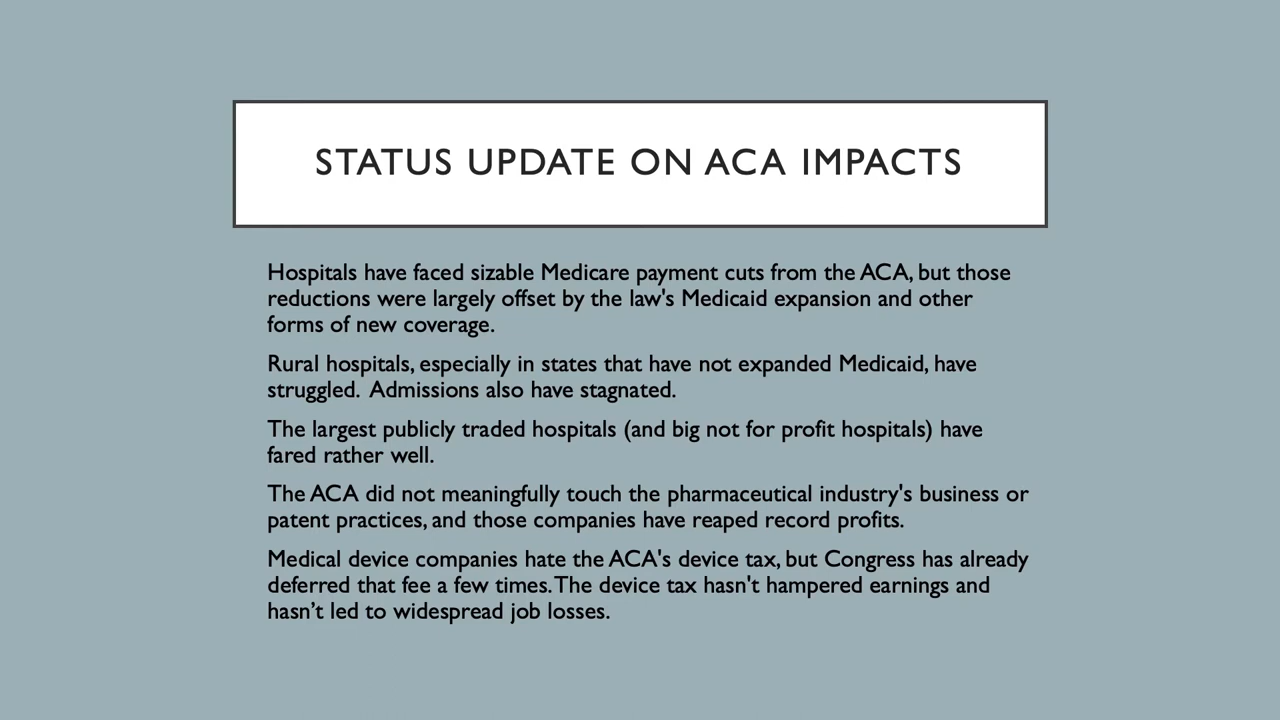 STATUS UPDATE ON ACA IMPACTS
Hospitals have faced sizable Medicare payment cuts from the ACA, but those
reductions were largely offset by the law's Medicaid expansion and other
forms of new coverage.
Rural hospitals, especially in states that have not expanded Medicaid, have
struggled.  Admissions also have stagnated.
The largest publicly traded hospitals (and big not for profit hospitals) have
fared rather well.
The ACA did not meaningfully touch the pharmaceutical industry's business or
patent practices, and those companies have reaped record profits.
Medical device companies hate the ACA's device tax, but Congress has already
deferred that fee a few times. The device tax hasn't hampered earnings and
hasn’t led to widespread job losses.